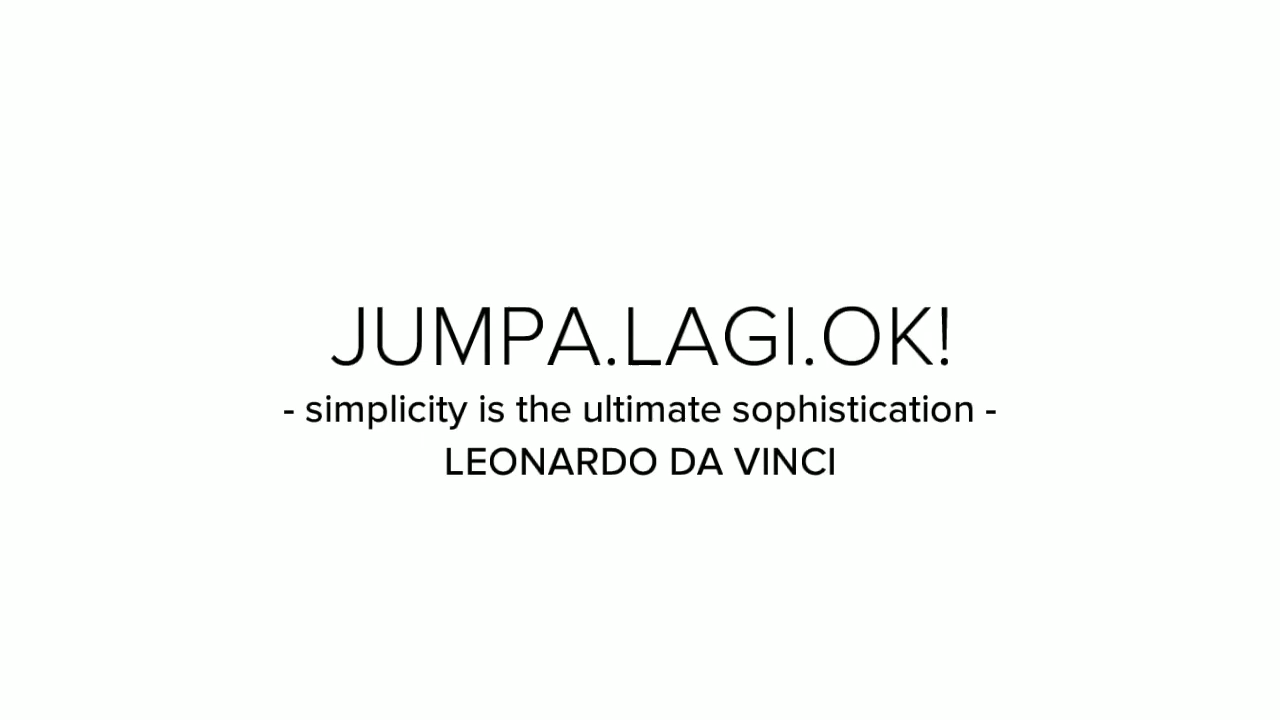 JUMPA.LAGI.OK!
- simplicity is the ultimate sophistication -
LEONARDO DA VINCI